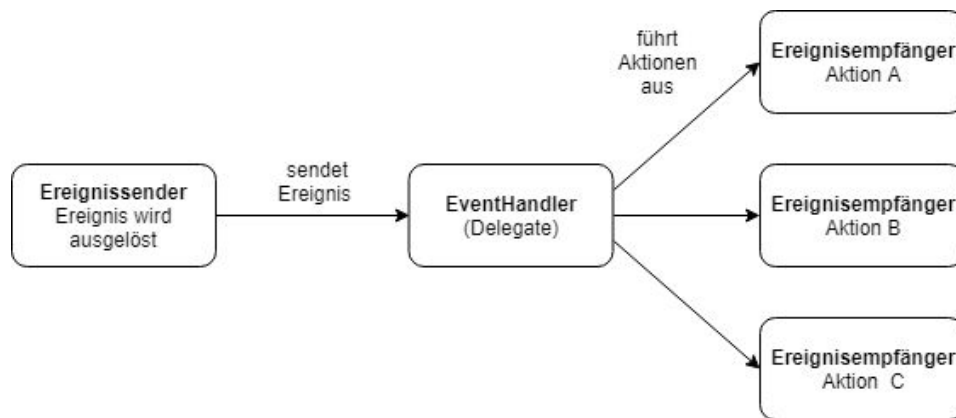 Ereignissender
Ereignis wird
ausgelöst
sendet
Ereignis
EventHandler
(Delegate)
führt
Aktionen
aus
Ereignisempfänger
Aktion A
Ereignisempfänger
Aktion B
Ereignisempfänger
Aktion C